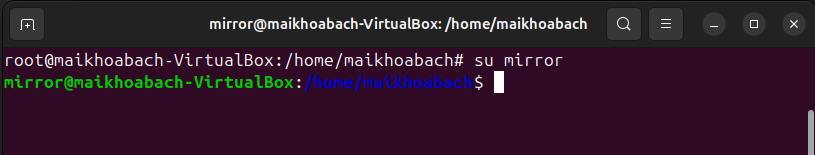 mirror@maikhoabach-VirtualBox: /home/maikhoabach
root@maikhoabach-VirtualBox:/home/maikhoabach# su mirror
mirror@maikhoabach-VirtualBox:/home/maikhoabach$